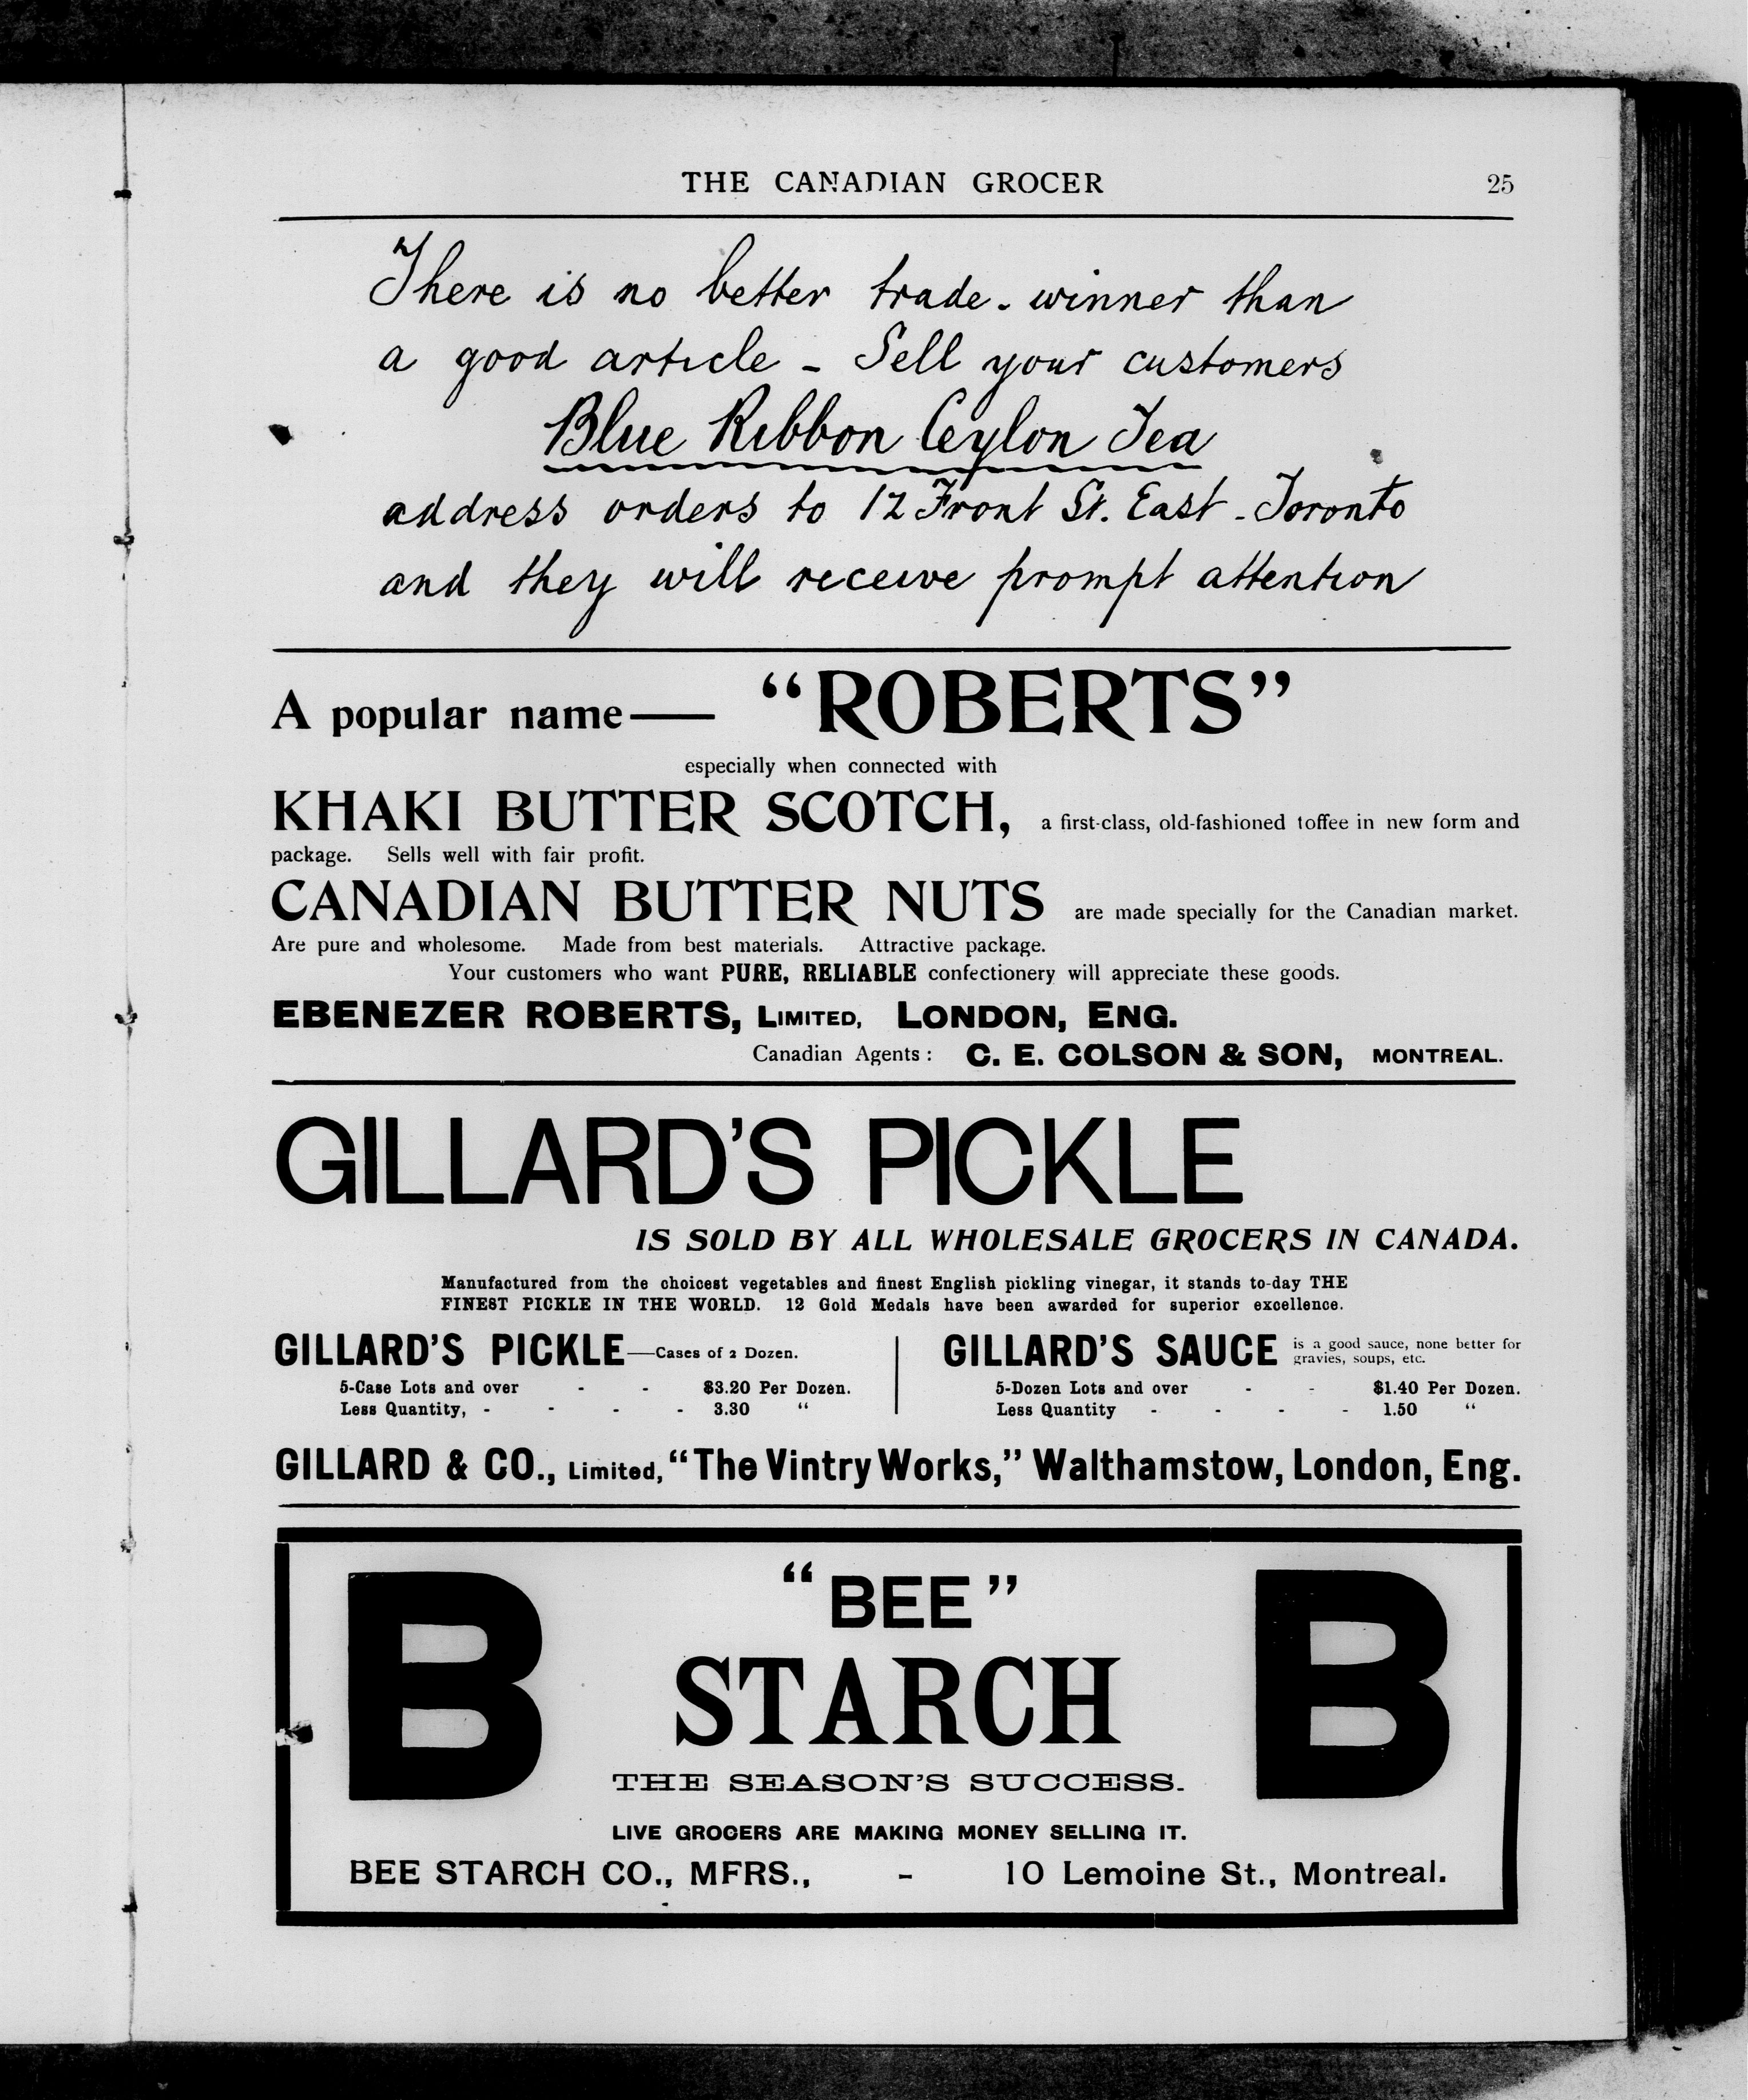 THE CANADIAN GROCER 25
There is no better trade-winner than
a good article - Sell your customers
Blue Ribbon Ceylon Tea
address orders to 12 Front St. East - Toronto
and they will receive prompt attention
A popular name— “ROBERTS”
especially when connected with
KHAKI BUTTER SCOTCH, a first-class, old-fashioned toffee in new form and
package. Sells well with fair profit.
CANADIAN BUTTER NUTS are made specially for the Canadian market.
Are pure and wholesome. Made from best materials. Attractive package.
Your customers who want PURE, RELIABLE confectionery will appreciate these goods.
EBENEZER ROBERTS, LIMITED, LONDON, ENG.
Canadian Agents: C. E. COLSON & SON, MONTREAL.
GILLARD’S PICKLE
IS SOLD BY ALL WHOLESALE GROCERS IN CANADA.
Manufactured from the choicest vegetables and finest English pickling vinegar, it stands to-day THE
FINEST PICKLE IN THE WORLD. 12 Gold Medals have been awarded for superior excellence.
GILLARD’S PICKLE—Cases of 2 Dozen.
5-Case Lots and over - - $3.20 Per Dozen.
Less Quantity, - - - - 3.30 “
GILLARD’S SAUCE is a good sauce, none better for
gravies, soups, etc.
5-Dozen Lots and over - - $1.40 Per Dozen.
Less Quantity - - - - 1.50 “
GILLARD & CO., Limited, “The Vintry Works,” Walthamstow, London, Eng.
B “BEE” B
STARCH
THE SEASON’S SUCCESS.
LIVE GROCERS ARE MAKING MONEY SELLING IT.
BEE STARCH CO., MFRS., - 10 Lemoine St., Montreal.